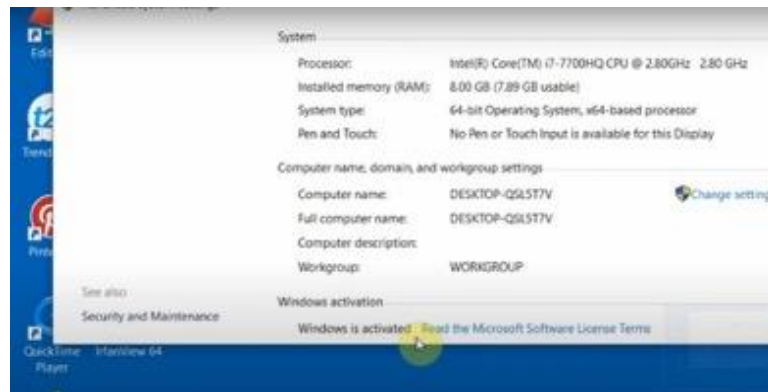 System
Processor: Intel(R) Core(TM) i7-7700HQ CPU @ 2.80GHz 2.80 GHz
Installed memory (RAM): 8.00 GB (7.89 GB usable)
System type: 64-bit Operating System, x64-based processor
Pen and Touch: No Pen or Touch Input is available for this Display
Computer name, domain, and workgroup settings
Computer name: DESKTOP-QSL5T7V Change setting
Full computer name: DESKTOP-QSL5T7V
Computer description:
Workgroup: WORKGROUP
See also
Windows activation
Security and Maintenance
Windows is activated Read the Microsoft Software License Terms
QuickTime IrfanView 64
Player
Edit
Trend
Pint